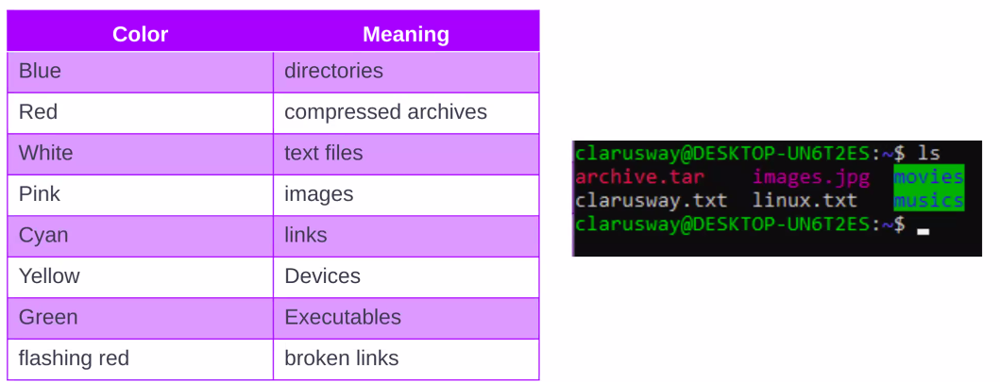 Color Meaning
Blue directories
Red compressed archives
White text files
Pink images
Cyan links
Yellow Devices
Green Executables
flashing red broken links
clarusway@DESKTOP-UN6T2ES:~$ ls
archive.tar images.jpg movies
clarusway.txt linux.txt musics
clarusway@DESKTOP-UN6T2ES:~$